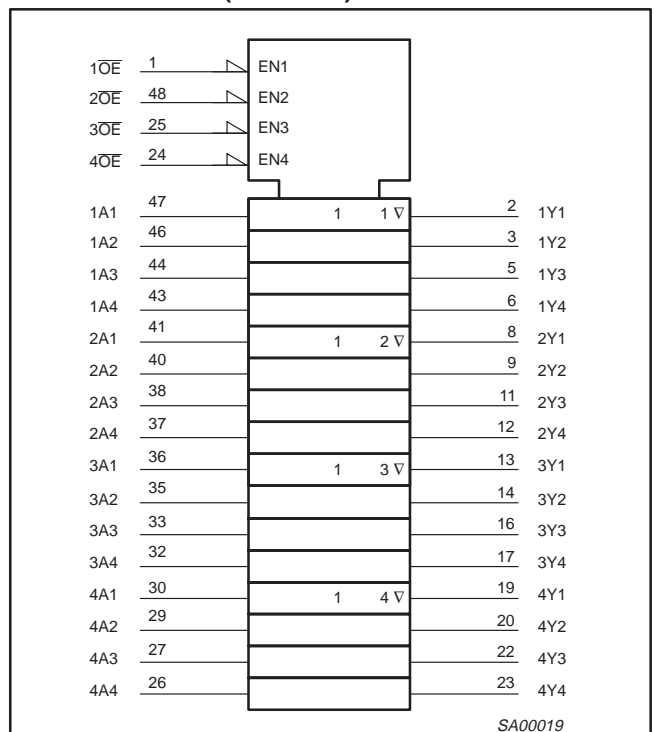 1O̅E̅ 1 EN1
2O̅E̅ 48 EN2
3O̅E̅ 25 EN3
4O̅E̅ 24 EN4
1A1 47 1 1 ∇ 2 1Y1
1A2 46 3 1Y2
1A3 44 5 1Y3
1A4 43 6 1Y4
2A1 41 1 2 ∇ 8 2Y1
2A2 40 9 2Y2
2A3 38 11 2Y3
2A4 37 12 2Y4
3A1 36 1 3 ∇ 13 3Y1
3A2 35 14 3Y2
3A3 33 16 3Y3
3A4 32 17 3Y4
4A1 30 1 4 ∇ 19 4Y1
4A2 29 20 4Y2
4A3 27 22 4Y3
4A4 26 23 4Y4
SA00019